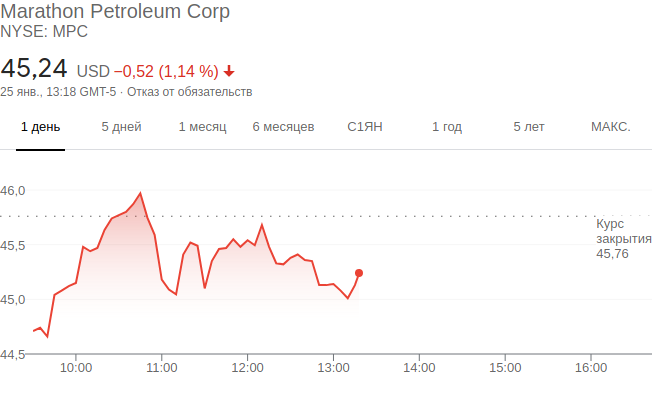 Marathon Petroleum Corp
NYSE: MPC
45,24 USD −0,52 (1,14 %)
25 янв., 13:18 GMT-5 · Отказ от обязательств
1 день 5 дней 1 месяц 6 месяцев С1ЯН 1 год 5 лет МАКС.
46,0
Курс
закрытия
45,76
45,5
45,0
44,5
10:00 11:00 12:00 13:00 14:00 15:00 16:00